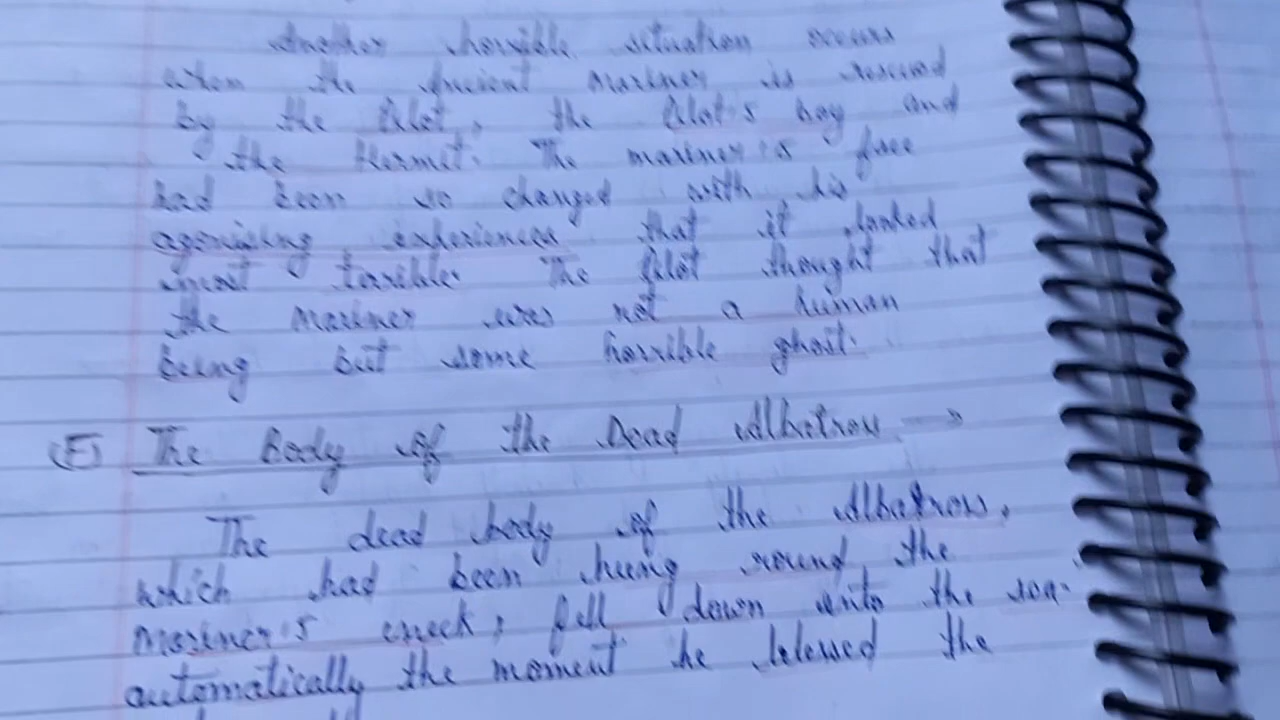 Another horrible situation occurs
when the Ancient mariner is rescued
by the Pilot, the Pilot's boy and
the Hermit. The mariner's face
had been so changed with his
agonising experiences that it looked
most terrible. The Pilot thought that
the mariner was not a human
being but some horrible ghost.
(F) The Body of the Dead Albatross →
The dead body of the Albatross,
which had been hung round the
mariner's neck, fell down into the sea
automatically the moment he blessed the